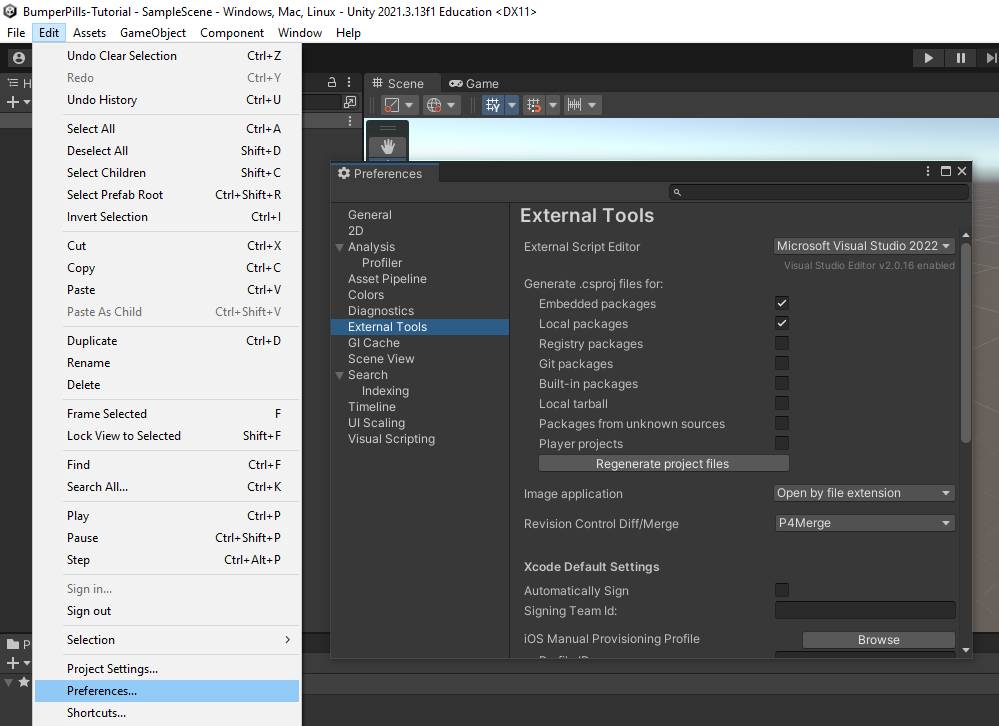 BumperPills-Tutorial - SampleScene - Windows, Mac, Linux - Unity 2021.3.13f1 Education <DX11>
File Edit Assets GameObject Component Window Help
Undo Clear Selection Ctrl+Z
Redo Ctrl+Y
Undo History Ctrl+U
Select All Ctrl+A
Deselect All Shift+D
Select Children Shift+C
Select Prefab Root Ctrl+Shift+R
Invert Selection Ctrl+I
Cut Ctrl+X
Copy Ctrl+C
Paste Ctrl+V
Paste As Child Ctrl+Shift+V
Duplicate Ctrl+D
Rename
Delete
Frame Selected F
Lock View to Selected Shift+F
Find Ctrl+F
Search All... Ctrl+K
Play Ctrl+P
Pause Ctrl+Shift+P
Step Ctrl+Alt+P
Sign in...
Sign out
Selection
Project Settings...
Preferences...
Shortcuts...
H
P
Scene Game
Preferences
General
2D
Analysis
Profiler
Asset Pipeline
Colors
Diagnostics
External Tools
GI Cache
Scene View
Search
Indexing
Timeline
UI Scaling
Visual Scripting
External Tools
External Script Editor Microsoft Visual Studio 2022
Visual Studio Editor v2.0.16 enabled
Generate .csproj files for:
Embedded packages
Local packages
Registry packages
Git packages
Built-in packages
Local tarball
Packages from unknown sources
Player projects
Regenerate project files
Image application Open by file extension
Revision Control Diff/Merge P4Merge
Xcode Default Settings
Automatically Sign
Signing Team Id:
iOS Manual Provisioning Profile Browse